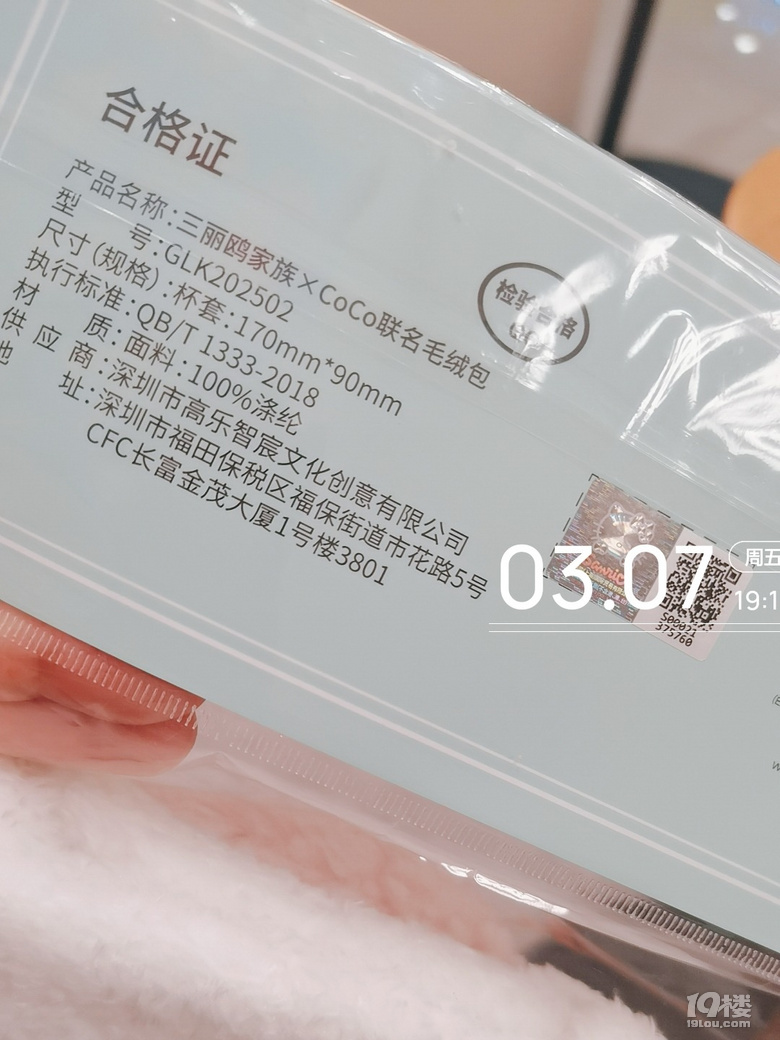 合格证
产品名称:三丽鸥家族×CoCo联名毛绒包
型 号:GLK202502
尺寸(规格):杯套:170mm*90mm
执行标准:QB/T 1333-2018
材 质:面料:100%涤纶
供应商:深圳市高乐智宸文化创意有限公司
地 址:深圳市福田保税区福保街道市花路5号
CFC长富金茂大厦1号楼3801
检验合格
S00021
375760
03.07
周五
19:1
19楼
19lou.com